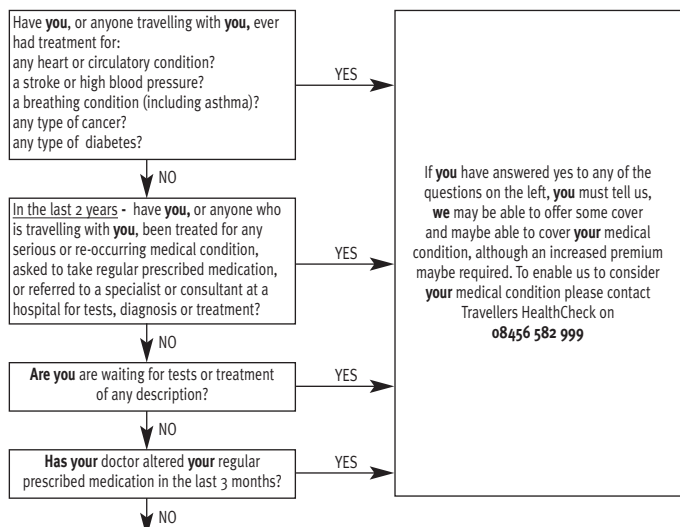 Have you, or anyone travelling with you, ever
had treatment for:
any heart or circulatory condition?
a stroke or high blood pressure?
a breathing condition (including asthma)?
any type of cancer?
any type of diabetes?
YES
NO
In the last 2 years - have you, or anyone who
is travelling with you, been treated for any
serious or re-occurring medical condition,
asked to take regular prescribed medication,
or referred to a specialist or consultant at a
hospital for tests, diagnosis or treatment?
YES
NO
Are you are waiting for tests or treatment
of any description?
YES
NO
Has your doctor altered your regular
prescribed medication in the last 3 months?
YES
NO
If you have answered yes to any of the
questions on the left, you must tell us,
we may be able to offer some cover
and maybe able to cover your medical
condition, although an increased premium
maybe required. To enable us to consider
your medical condition please contact
Travellers HealthCheck on
08456 582 999